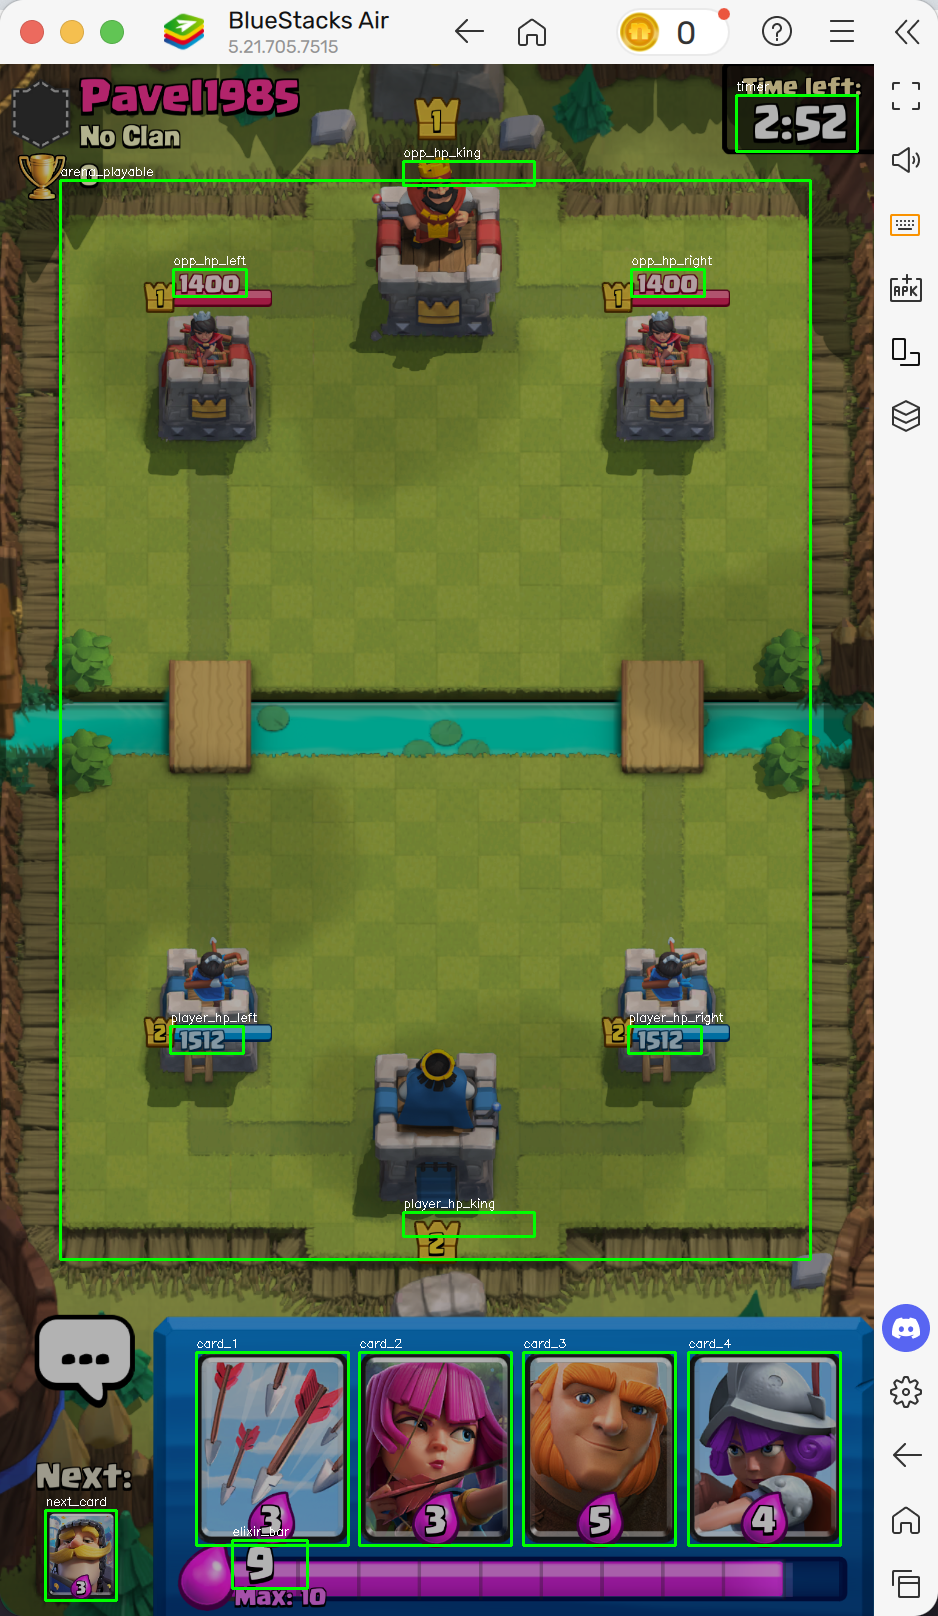 BlueStacks Air
5.21.705.7515
0
Pavel1985
No Clan
1
Time left:
timer
2:52
opp_hp_king
arena_playable
opp_hp_left
opp_hp_right
1400
1400
1
1
APK
player_hp_left
player_hp_right
2
1512
2
1512
player_hp_king
2
card_1
card_2
card_3
card_4
Next:
next_card
3
3
3
5
4
elixir_bar
9
Max: 10